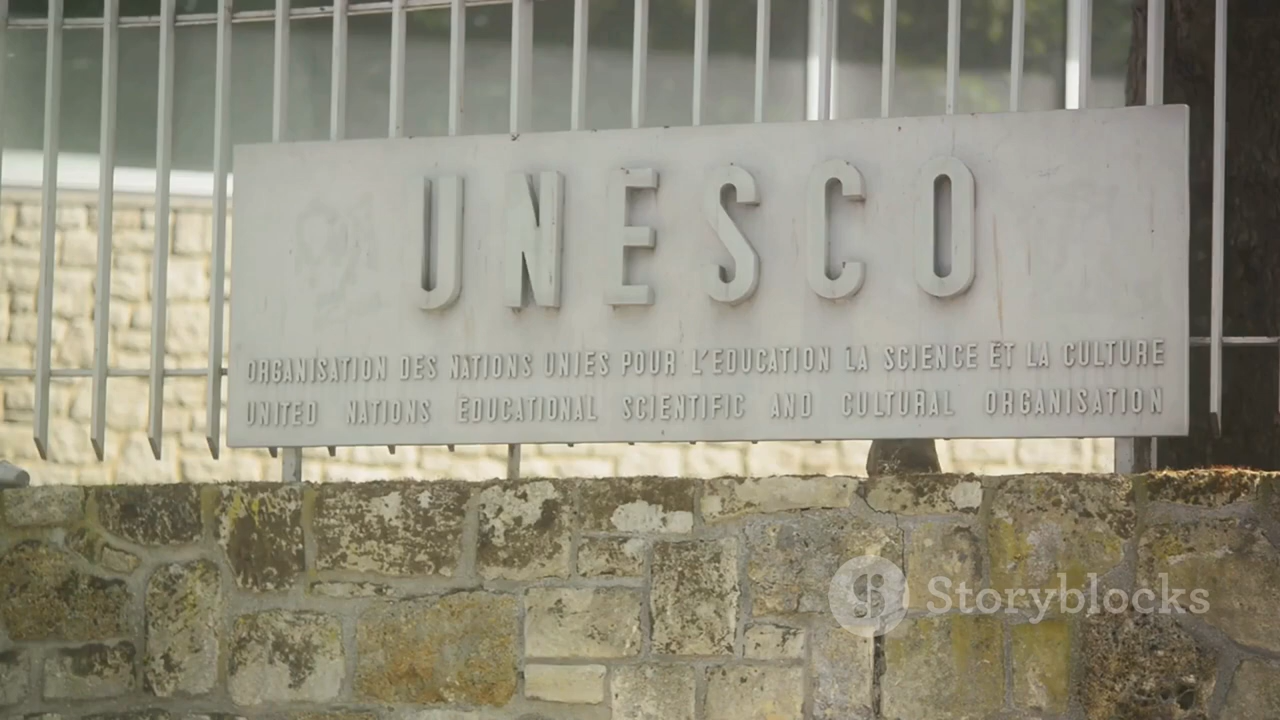 UNESCO
ORGANISATION DES NATIONS UNIES POUR L'EDUCATION LA SCIENCE ET LA CULTURE
UNITED NATIONS EDUCATIONAL SCIENTIFIC AND CULTURAL ORGANISATION
Storyblocks